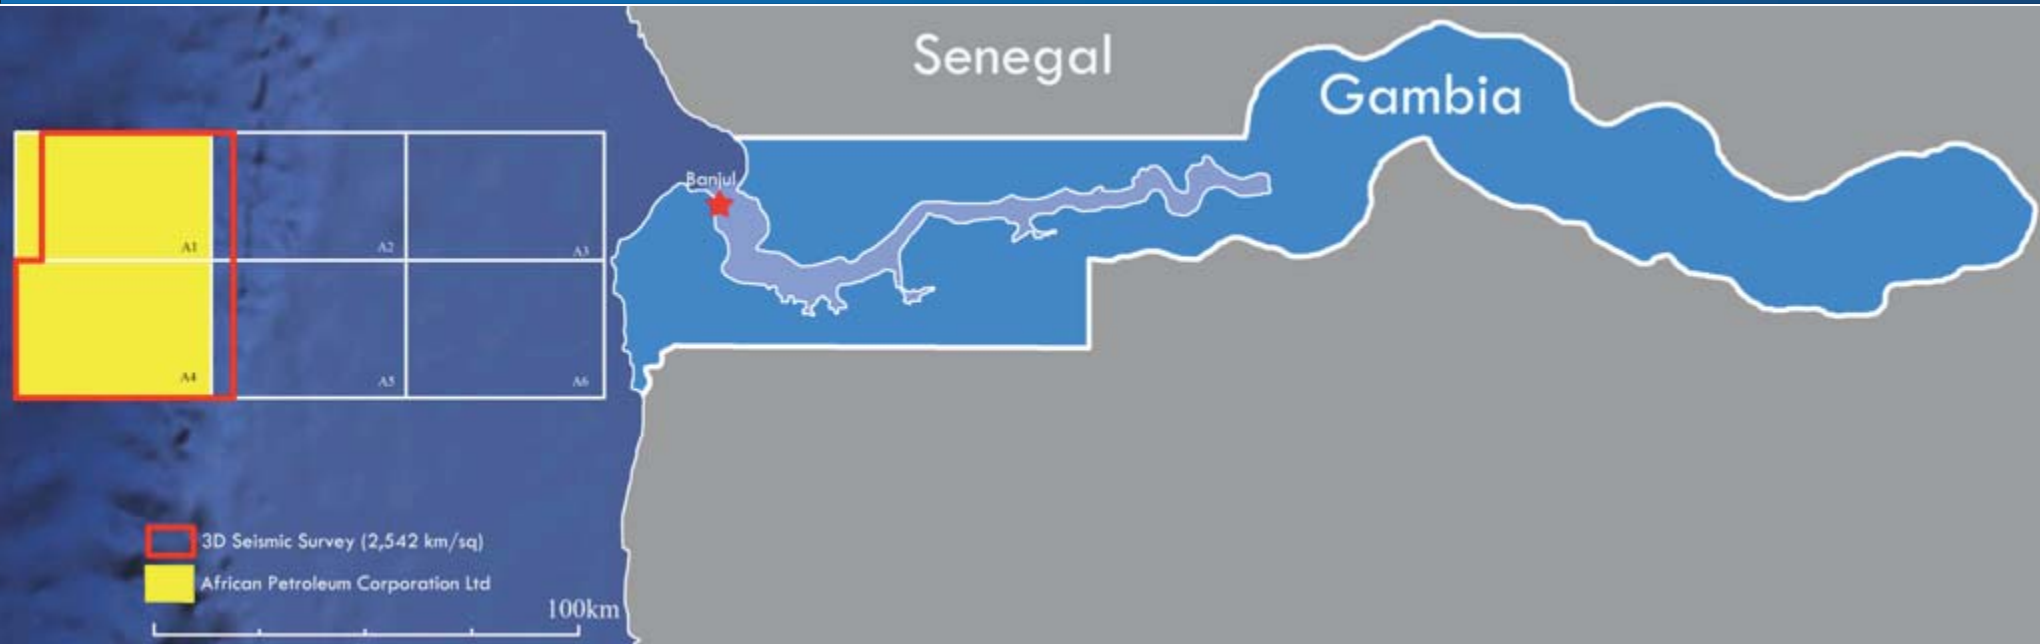 Senegal
Gambia
Banjul
A1
A2
A3
A4
A5
A6
3D Seismic Survey (2,542 km/sq)
African Petroleum Corporation Ltd
100km